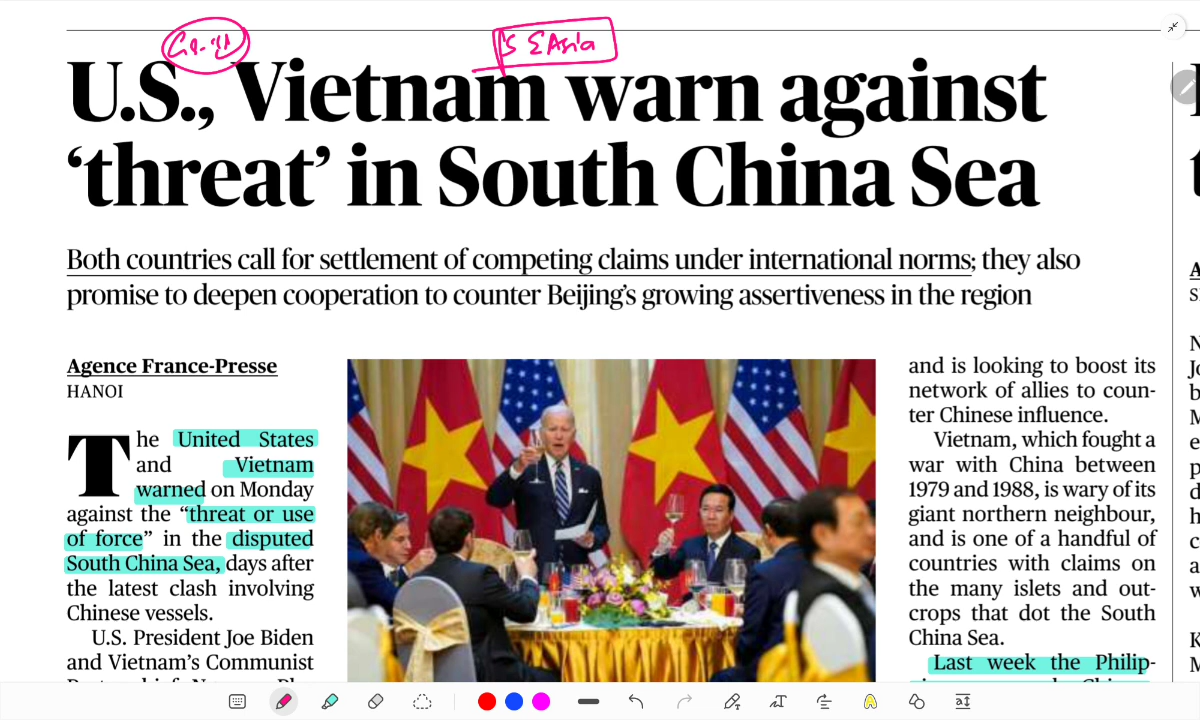 S E Asia
U.S., Vietnam warn against
‘threat’ in South China Sea
Both countries call for settlement of competing claims under international norms; they also
promise to deepen cooperation to counter Beijing’s growing assertiveness in the region
Agence France-Presse
HANOI
The United States
and Vietnam
warned on Monday
against the “threat or use
of force” in the disputed
South China Sea, days after
the latest clash involving
Chinese vessels.
U.S. President Joe Biden
and Vietnam’s Communist
and is looking to boost its
network of allies to coun-
ter Chinese influence.
Vietnam, which fought a
war with China between
1979 and 1988, is wary of its
giant northern neighbour,
and is one of a handful of
countries with claims on
the many islets and out-
crops that dot the South
China Sea.
Last week the Philip-